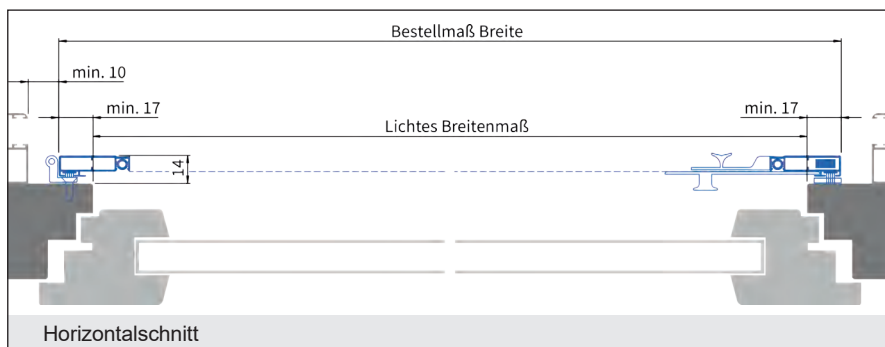 Bestellmaß Breite
min. 10
min. 17
min. 17
Lichtes Breitenmaß
14
Horizontalschnitt